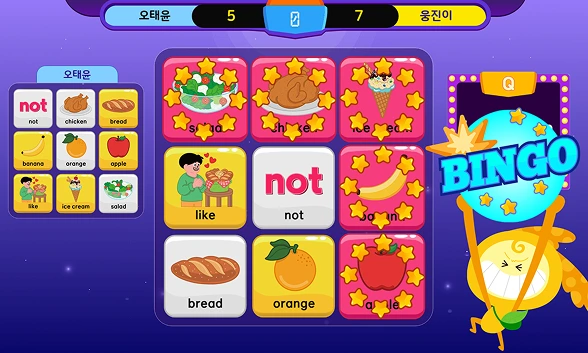 오태윤 5 0 7 웅진이
오태윤
Q
not
not chicken bread
banana orange apple
like ice cream salad
like
not
not
bread orange
BINGO